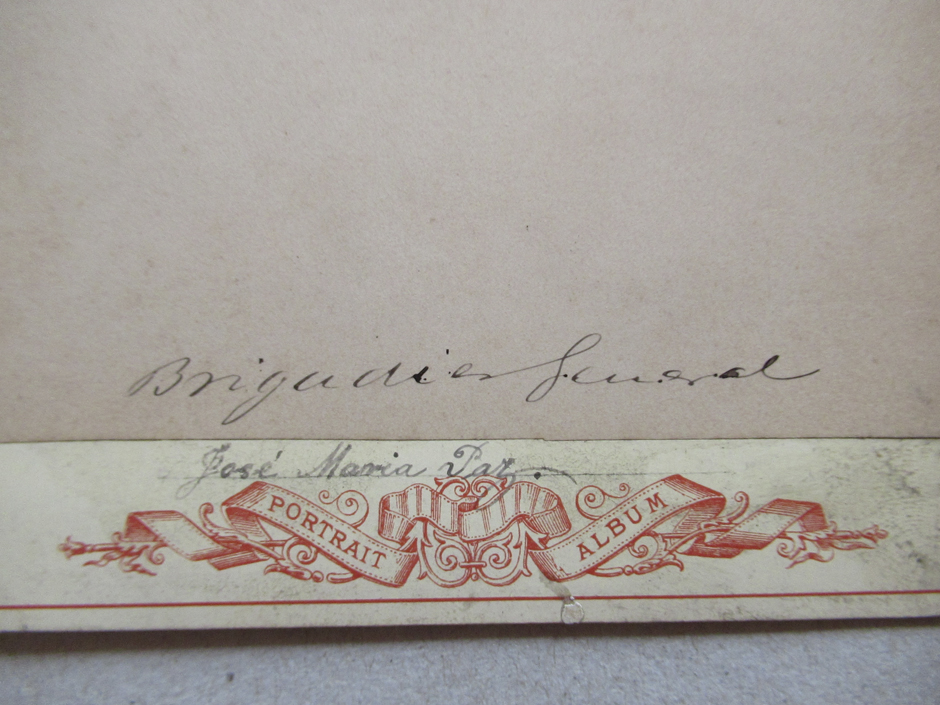 Brigadier General
José Maria Paz.
PORTRAIT ALBUM